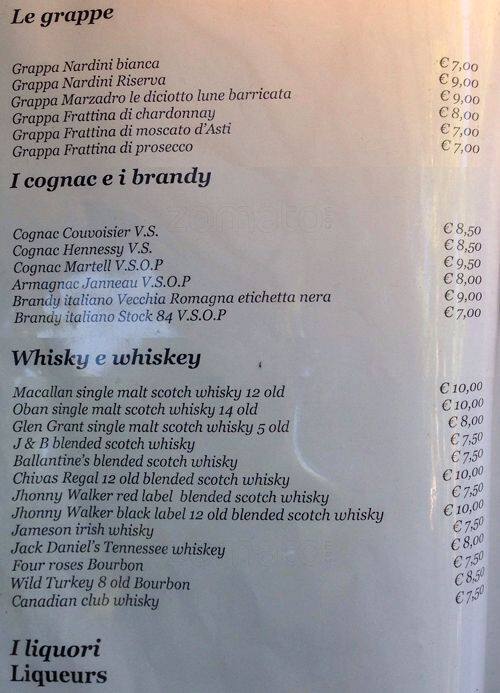 Le grappe
Grappa Nardini bianca € 7,00
Grappa Nardini Riserva € 9,00
Grappa Marzadro le diciotto lune barricata € 9,00
Grappa Frattina di chardonnay € 8,00
Grappa Frattina di moscato d'Asti € 7,00
Grappa Frattina di prosecco € 7,00
I cognac e i brandy
zomato.com
Cognac Couvoisier V.S. € 8,50
Cognac Hennessy V.S. € 8,50
Cognac Martell V.S.O.P € 9,50
Armagnac Janneau V.S.O.P € 8,00
Brandy italiano Vecchia Romagna etichetta nera € 9,00
Brandy italiano Stock 84 V.S.O.P € 7,00
Whisky e whiskey
Macallan single malt scotch whisky 12 old € 10,00
Oban single malt scotch whisky 14 old € 10,00
Glen Grant single malt scotch whisky 5 old € 8,00
J & B blended scotch whisky € 7,50
Ballantine's blended scotch whisky € 7,50
Chivas Regal 12 old blended scotch whisky € 10,00
Jhonny Walker red label blended scotch whisky € 7,50
Jhonny Walker black label 12 old blended scotch whisky € 10,00
Jameson irish whisky € 7,50
Jack Daniel's Tennessee whiskey € 8,00
Four roses Bourbon € 7,50
Wild Turkey 8 old Bourbon € 8,50
Canadian club whisky € 7,50
I liquori
Liqueurs